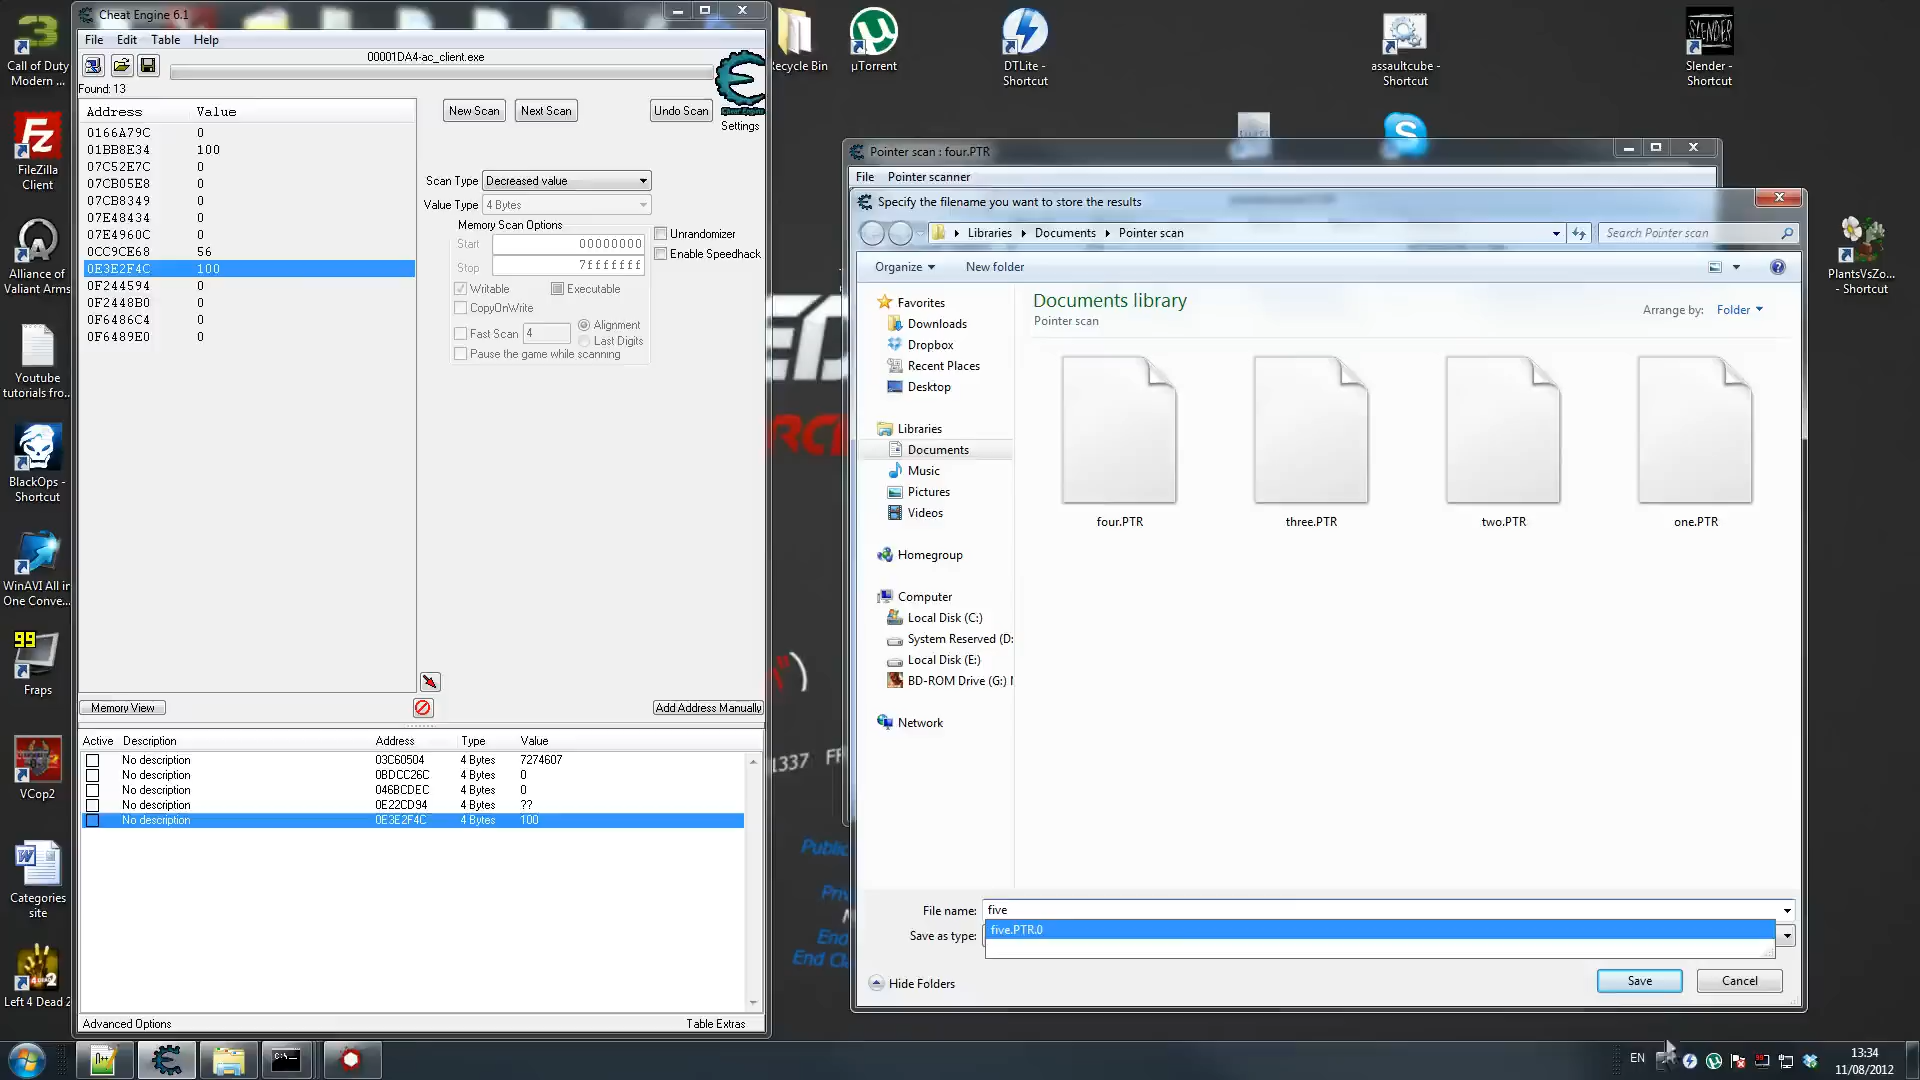 Cheat Engine 6.1
File Edit Table Help
00001DA4-ac_client.exe
Found: 13
Address Value
0166A79C 0
01BB8E34 100
07C52E7C 0
07CB05E8 0
07CB8349 0
07E48434 0
07E4960C 0
0CC9CE68 56
0E3E2F4C 100
0F244594 0
0F2448B0 0
0F6486C4 0
0F6489E0 0
New Scan Next Scan Undo Scan
Cheat Engine
Settings
Scan Type Decreased value
Value Type 4 Bytes
Memory Scan Options
Start 00000000
Stop 7fffffff
Writable Executable
CopyOnWrite
Fast Scan 4 Alignment
Last Digits
Pause the game while scanning
Unrandomizer
Enable Speedhack
Memory View Add Address Manually
Active Description Address Type Value
No description 03C60504 4 Bytes 7274607
No description 0BDCC26C 4 Bytes 0
No description 046BCDEC 4 Bytes 0
No description 0E22CD94 4 Bytes ??
No description 0E3E2F4C 4 Bytes 100
Advanced Options Table Extras
Call of Duty
Modern ...
FileZilla
Client
Alliance of
Valiant Arms
Youtube
tutorials fro...
BlackOps -
Shortcut
WinAVI All in
One Conve...
99
Fraps
VCop2
Categories
site
Left 4 Dead 2
Recycle Bin
µTorrent
DTLite -
Shortcut
assaultcube -
Shortcut
SLENDER
Slender -
Shortcut
PlantsVsZo...
- Shortcut
Pointer scan : four.PTR
File Pointer scanner
Specify the filename you want to store the results
Libraries Documents Pointer scan
Search Pointer scan
Organize New folder
Favorites
Downloads
Dropbox
Recent Places
Desktop
Libraries
Documents
Music
Pictures
Videos
Homegroup
Computer
Local Disk (C:)
System Reserved (D:
Local Disk (E:)
BD-ROM Drive (G:)
Network
Documents library
Pointer scan
Arrange by: Folder
four.PTR three.PTR two.PTR one.PTR
File name: five
five.PTR.0
Save as type:
Hide Folders
Save Cancel
1337
Public
End
EN
13:34
11/08/2012